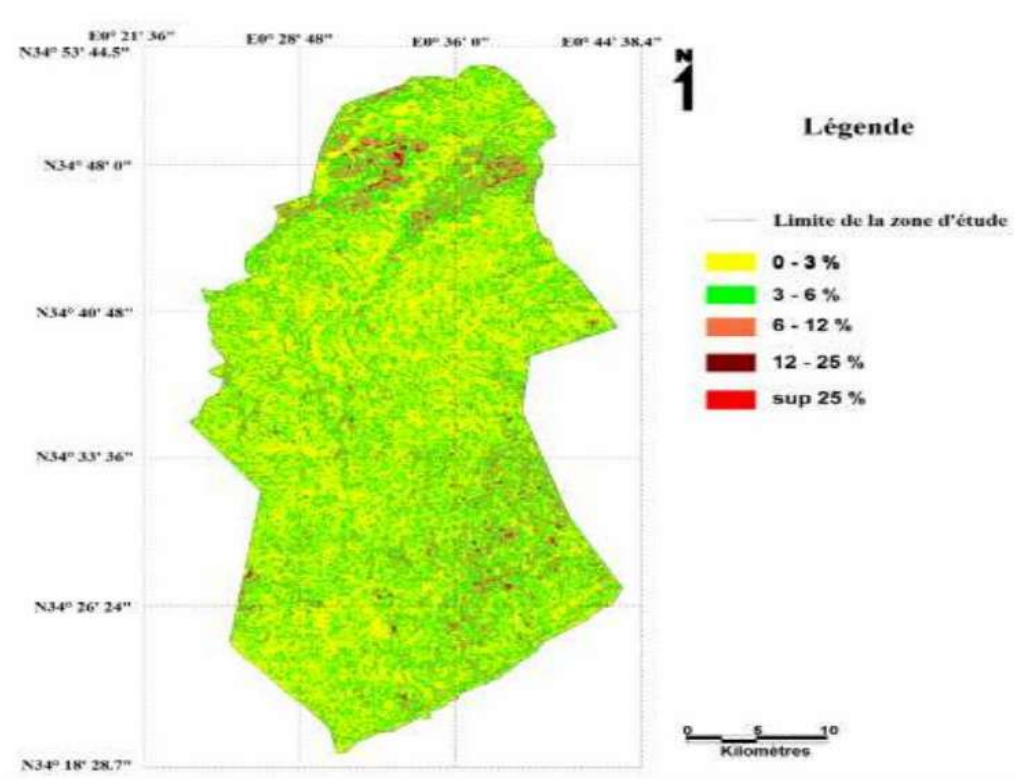 E0° 21' 36" E0° 28' 48" E0° 36' 0" E0° 44' 38.4"
N34° 53' 44.5"
N
Légende
N34° 48' 0"
Limite de la zone d'étude
0 - 3 %
3 - 6 %
N34° 40' 48"
6 - 12 %
12 - 25 %
sup 25 %
N34° 33' 36"
N34° 26' 24"
0 5 10
Kilomètres
N34° 18' 28.7"